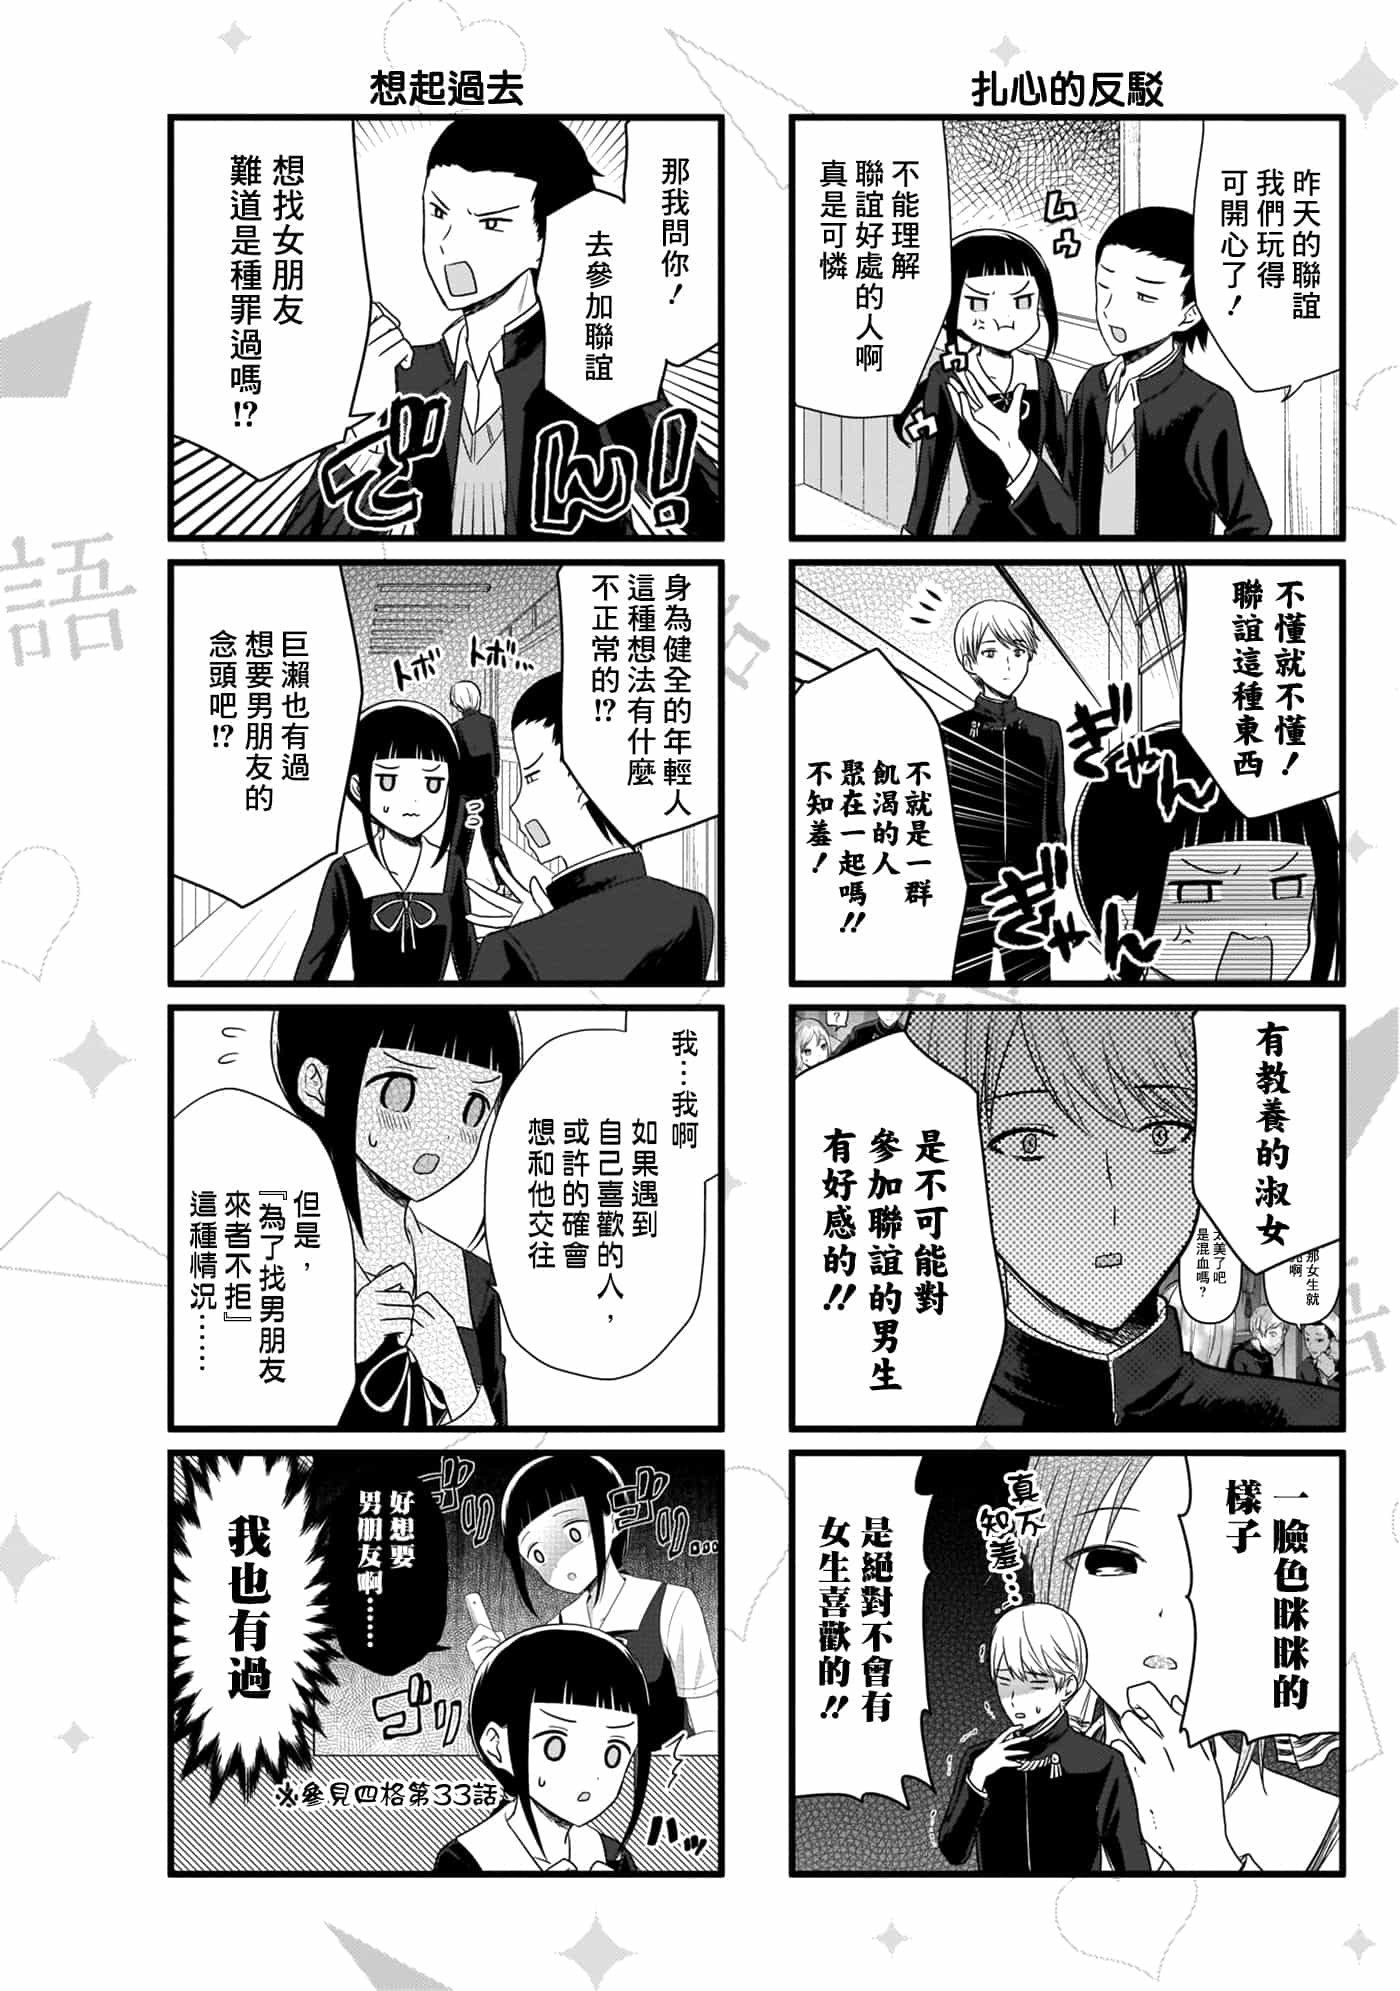 扎心的反駁
昨天的聯誼
我們玩得
可開心了！
不能理解
聯誼好處的人啊
真是可憐
ムゥ
ムゥ
ゥゥ
不懂就不懂！
聯誼這種東西
不就是一群
飢渴的人
聚在一起嗎!!
不知羞！
ぎゃん
ぎゃん
有教養的淑女
是不可能對
參加聯誼的男生
有好感的!!
？
太美了吧
是混血嗎？
那女生就
一臉色眯眯的
樣子
真不
知羞…
是絕對不會有
女生喜歡的!!
想起過去
那我問你！
去參加聯誼
想找女朋友
難道是種罪過嗎!?
ぜん！
身為健全的年輕人
這種想法有什麼
不正常的!?
トボ トボ…
巨瀨也有過
想要男朋友的
念頭吧!?
我…我啊
如果遇到
自己喜歡的人，
或許的確會
想和他交往
但是，
『為了找男朋友
來者不拒』
這種情況……
好想要
男朋友啊……
ゴゴゴ…
ゴゴ…
ゴゴ…
我也有過
※參見四格第33話
ハッ